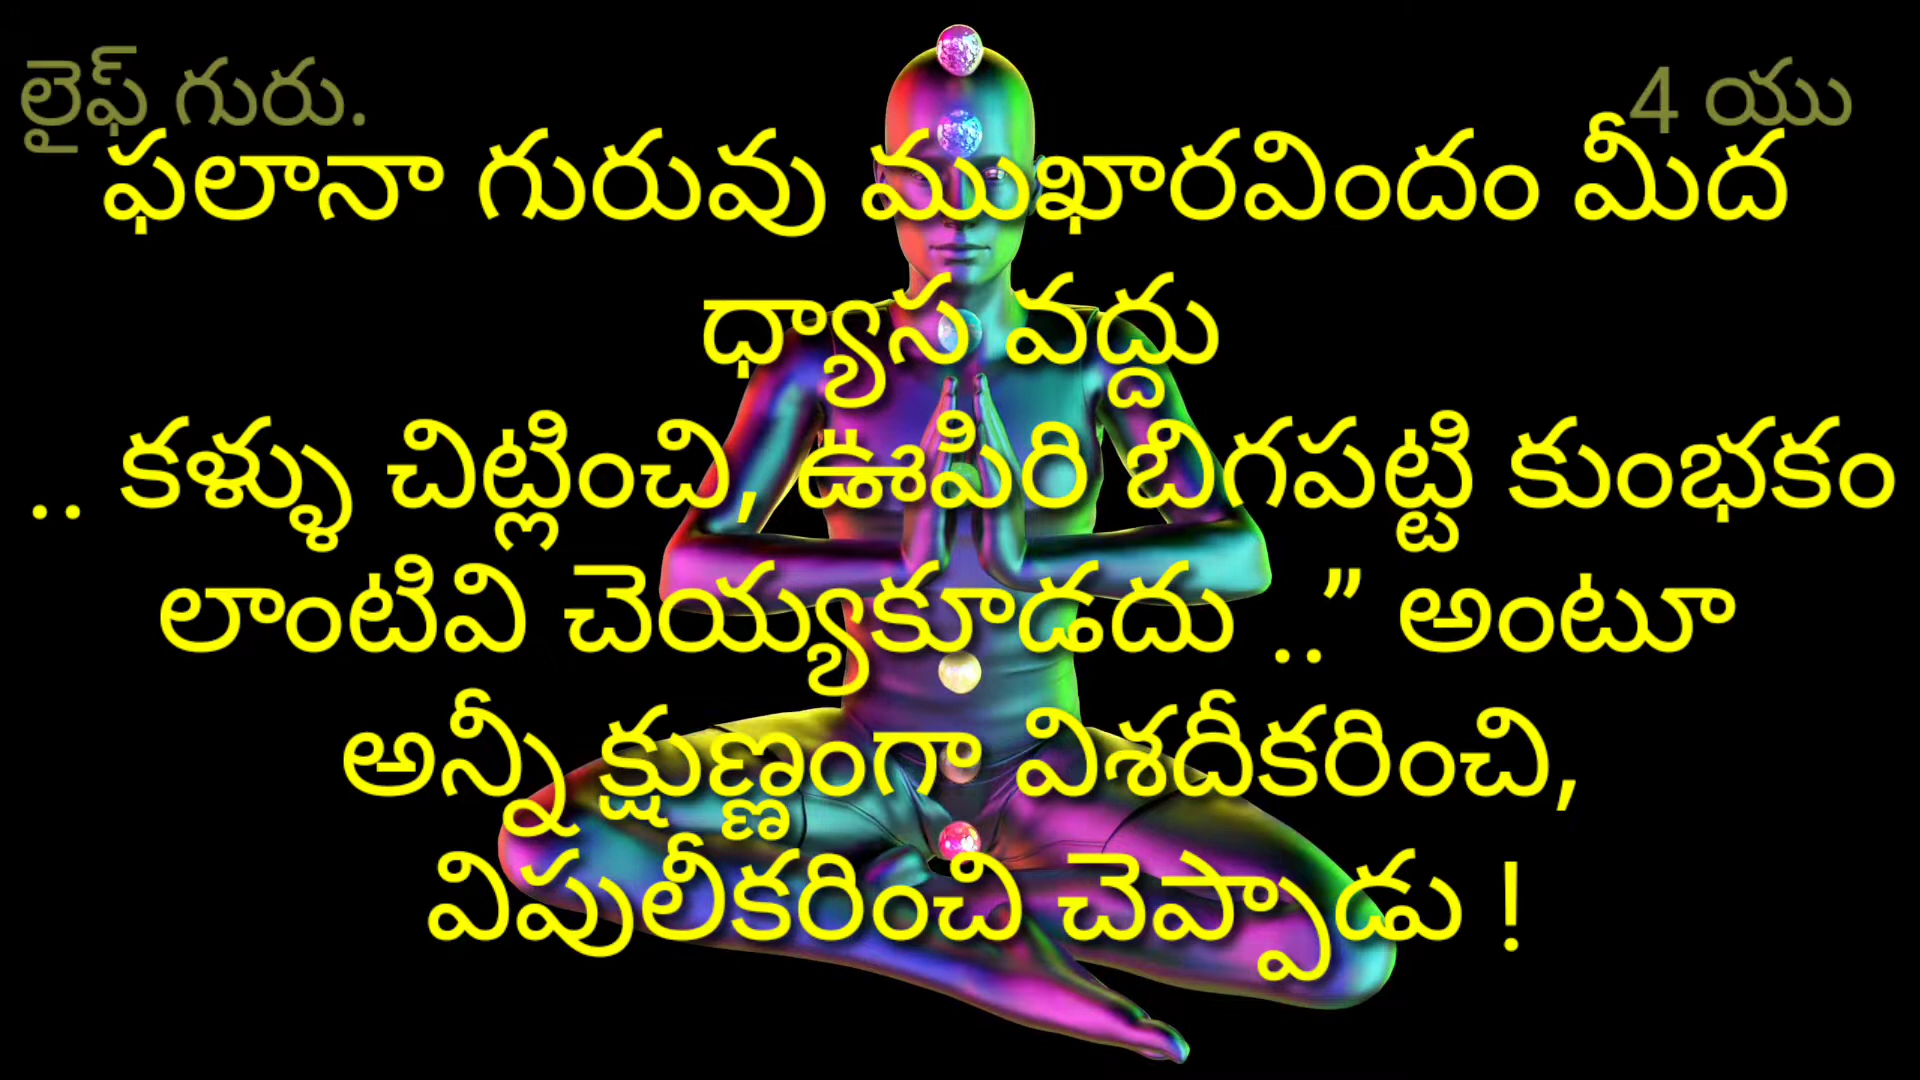 లైఫ్ గురు.
4 యు
ఫలానా గురువు ముఖారవిందం మీద
ధ్యాస వద్దు
.. కళ్ళు చిట్లించి, ఊపిరి బిగపట్టి కుంభకం
లాంటివి చెయ్యకూడదు ..” అంటూ
అన్నీ క్షుణ్ణంగా విశదీకరించి,
విపులీకరించి చెప్పాడు !